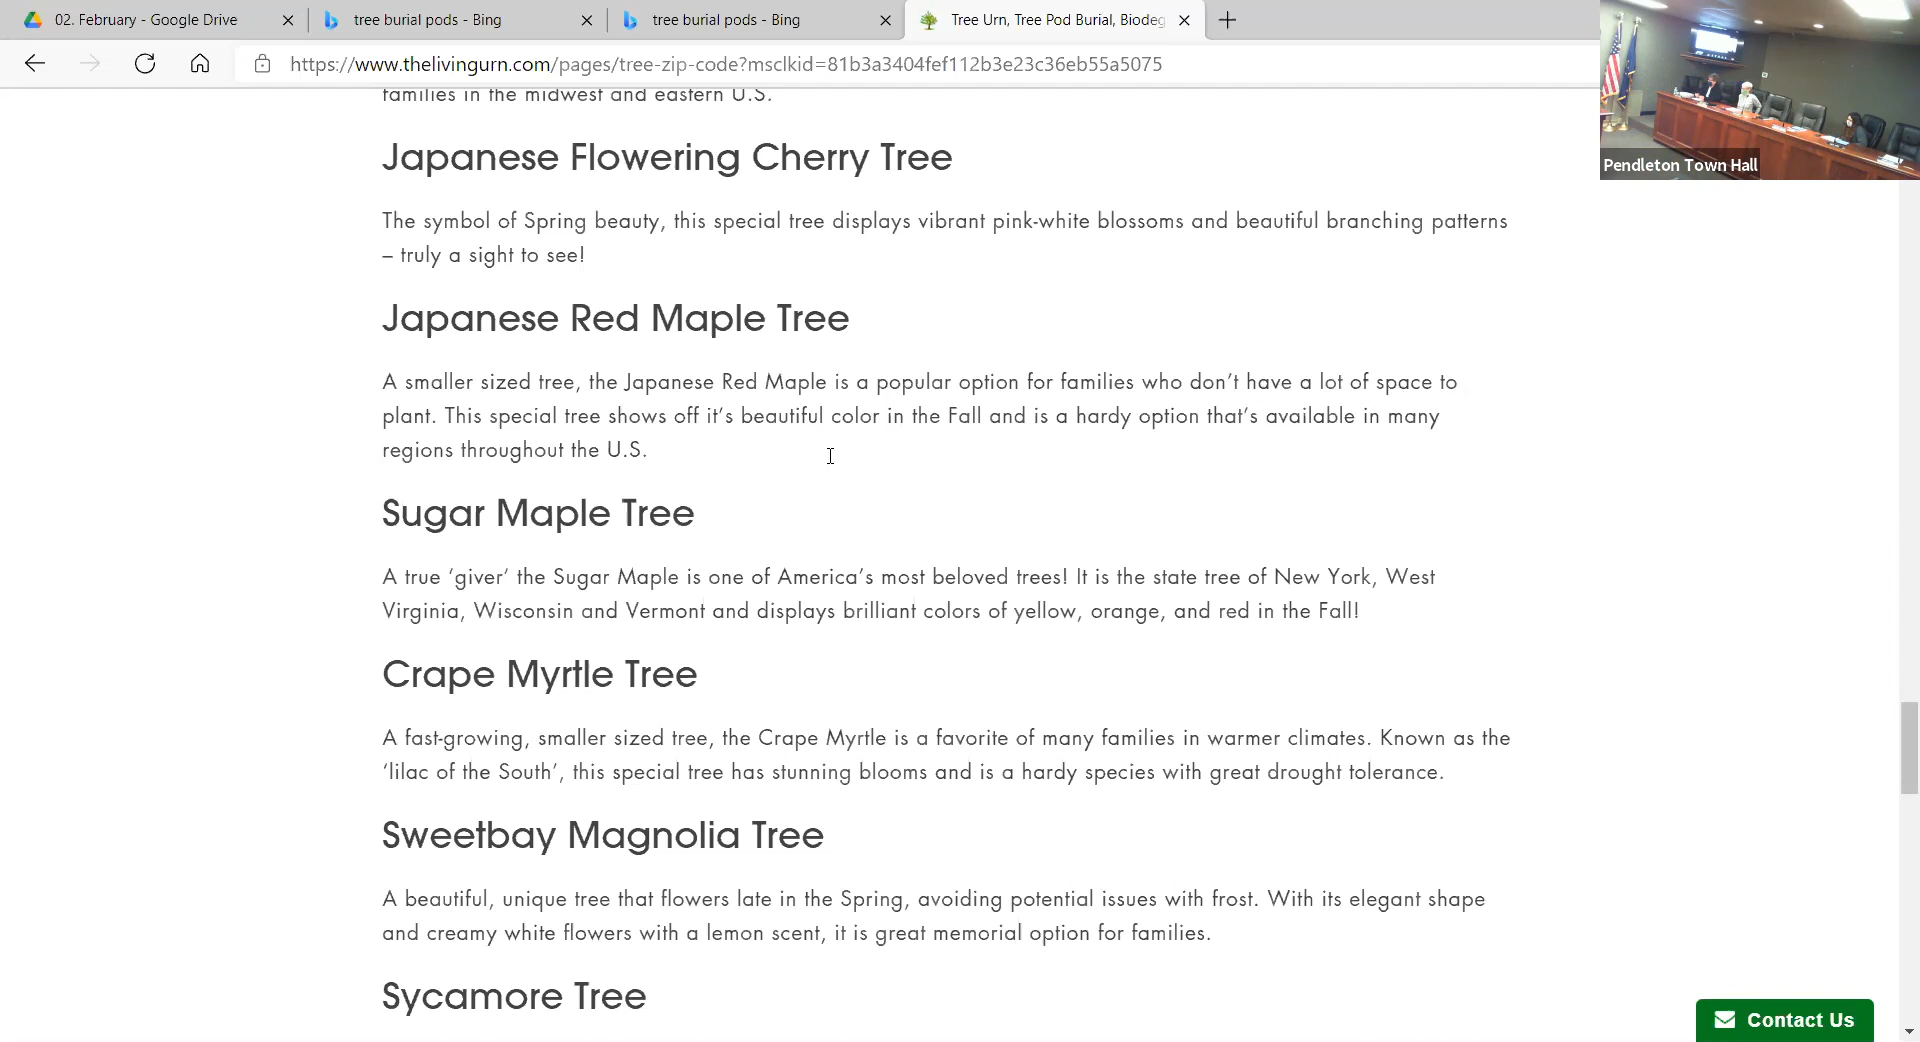 02. February - Google Drive
tree burial pods - Bing
tree burial pods - Bing
Tree Urn, Tree Pod Burial, Biodeg
https://www.thelivingurn.com/pages/tree-zip-code?msclkid=81b3a3404fef112b3e23c36eb55a5075
Pendleton Town Hall
families in the midwest and eastern U.S.
Japanese Flowering Cherry Tree
The symbol of Spring beauty, this special tree displays vibrant pink-white blossoms and beautiful branching patterns
– truly a sight to see!
Japanese Red Maple Tree
A smaller sized tree, the Japanese Red Maple is a popular option for families who don’t have a lot of space to
plant. This special tree shows off it’s beautiful color in the Fall and is a hardy option that’s available in many
regions throughout the U.S.
Sugar Maple Tree
A true ‘giver’ the Sugar Maple is one of America’s most beloved trees! It is the state tree of New York, West
Virginia, Wisconsin and Vermont and displays brilliant colors of yellow, orange, and red in the Fall!
Crape Myrtle Tree
A fast-growing, smaller sized tree, the Crape Myrtle is a favorite of many families in warmer climates. Known as the
‘lilac of the South’, this special tree has stunning blooms and is a hardy species with great drought tolerance.
Sweetbay Magnolia Tree
A beautiful, unique tree that flowers late in the Spring, avoiding potential issues with frost. With its elegant shape
and creamy white flowers with a lemon scent, it is great memorial option for families.
Sycamore Tree
Contact Us